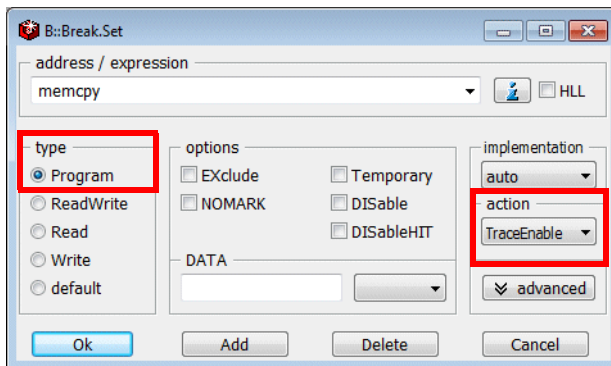 B::Break.Set
address / expression
memcpy
HLL
type
Program
ReadWrite
Read
Write
default
options
EXclude
NOMARK
Temporary
DISable
DISableHIT
DATA
implementation
auto
action
TraceEnable
advanced
Ok
Add
Delete
Cancel